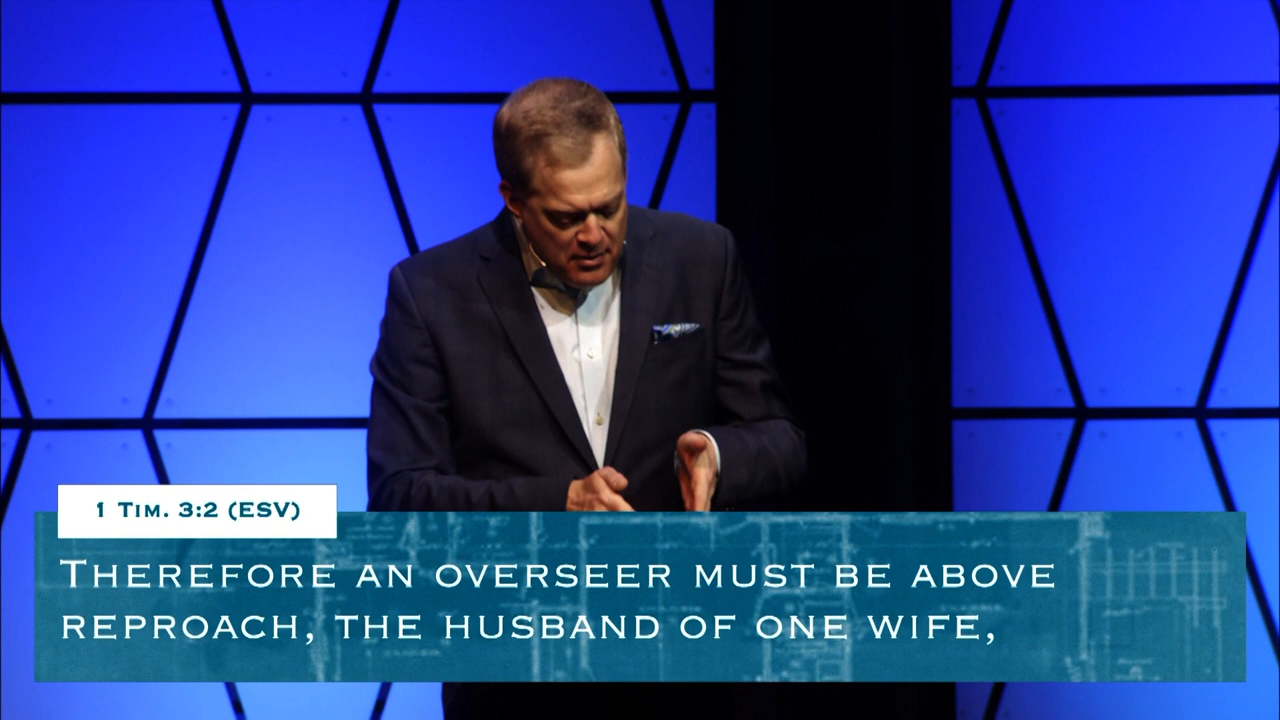 1 Tim. 3:2 (ESV)
Therefore an overseer must be above
reproach, the husband of one wife,